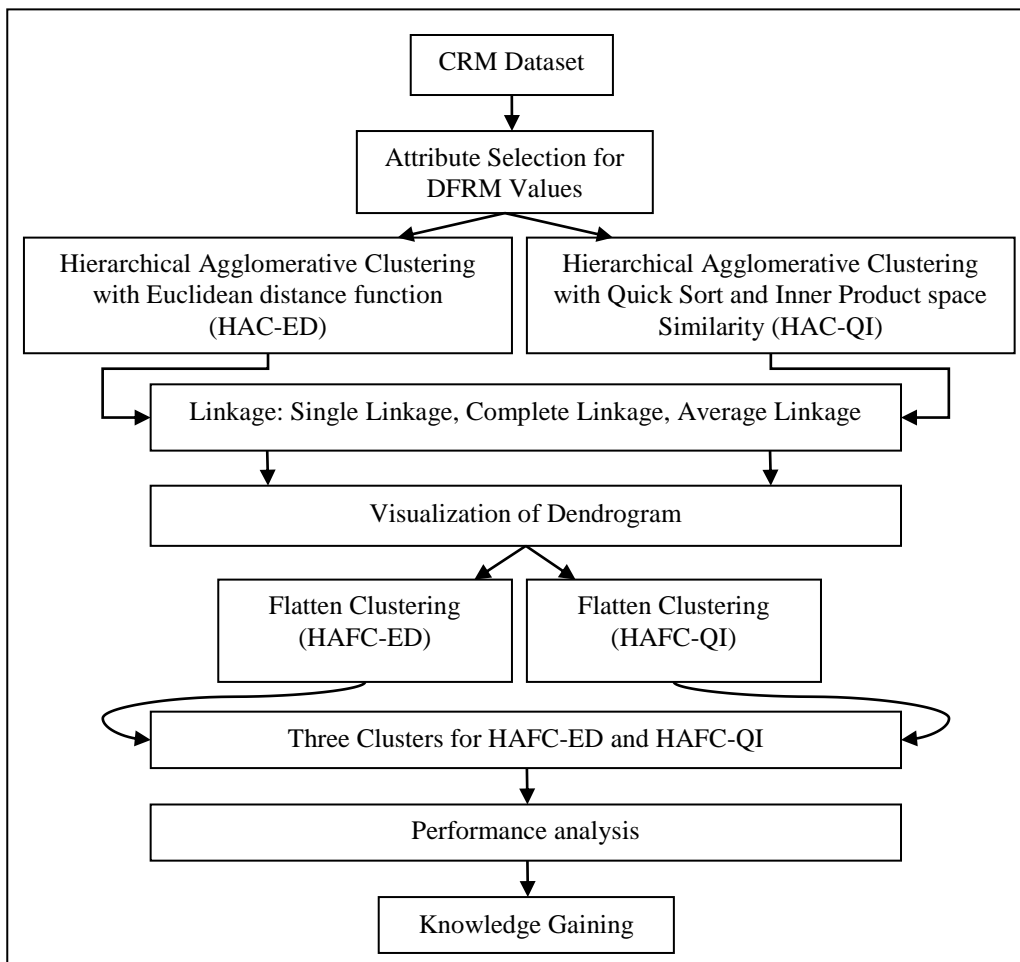 CRM Dataset
Attribute Selection for
DFRM Values
Hierarchical Agglomerative Clustering
with Euclidean distance function
(HAC-ED)
Hierarchical Agglomerative Clustering
with Quick Sort and Inner Product space
Similarity (HAC-QI)
Linkage: Single Linkage, Complete Linkage, Average Linkage
Visualization of Dendrogram
Flatten Clustering
(HAFC-ED)
Flatten Clustering
(HAFC-QI)
Three Clusters for HAFC-ED and HAFC-QI
Performance analysis
Knowledge Gaining